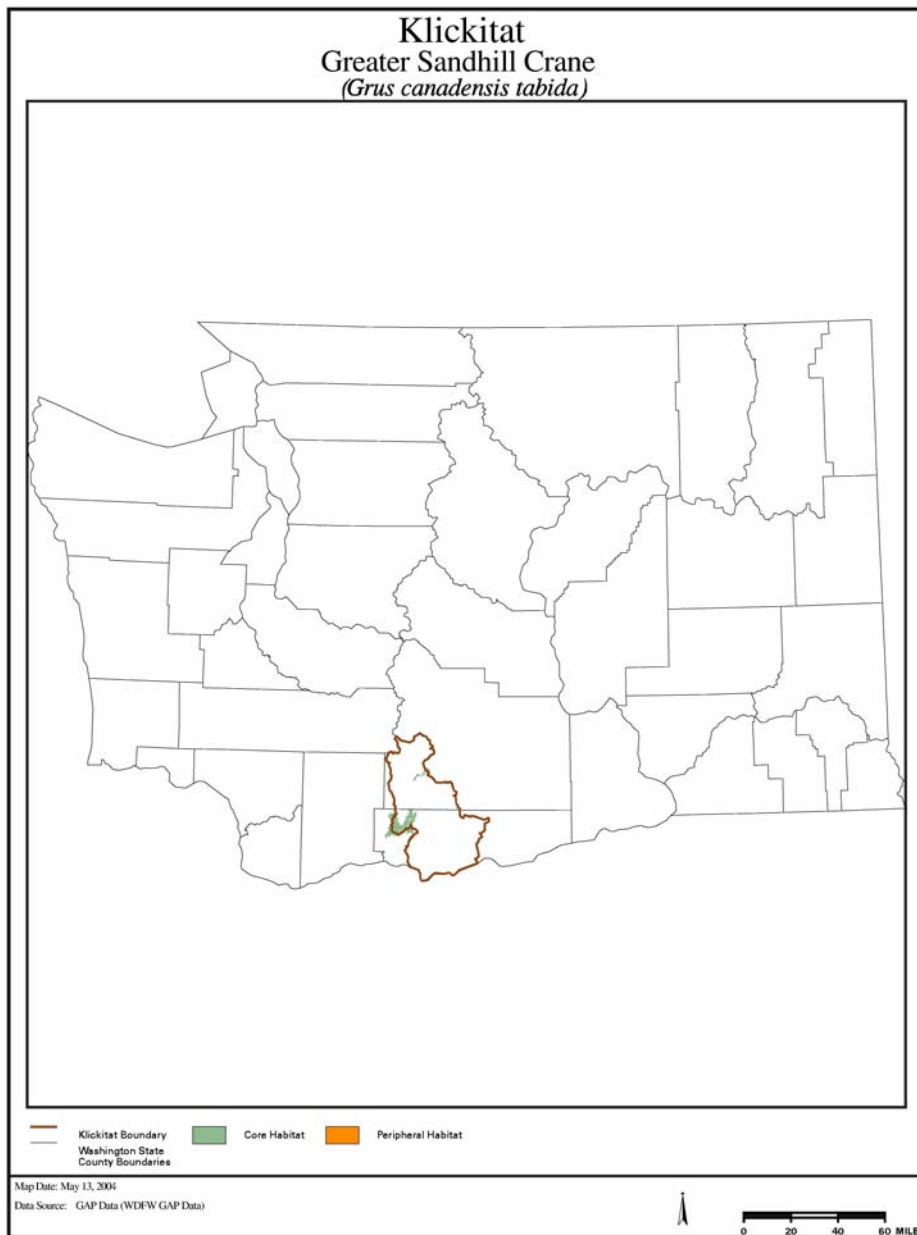 Klickitat
Greater Sandhill Crane
(Grus canadensis tabida)
Klickitat Boundary
Core Habitat
Peripheral Habitat
Washington State
County Boundaries
Map Date: May 13, 2004
Data Source: GAP Data (WDFW GAP Data)
0 20 40 60 MILE